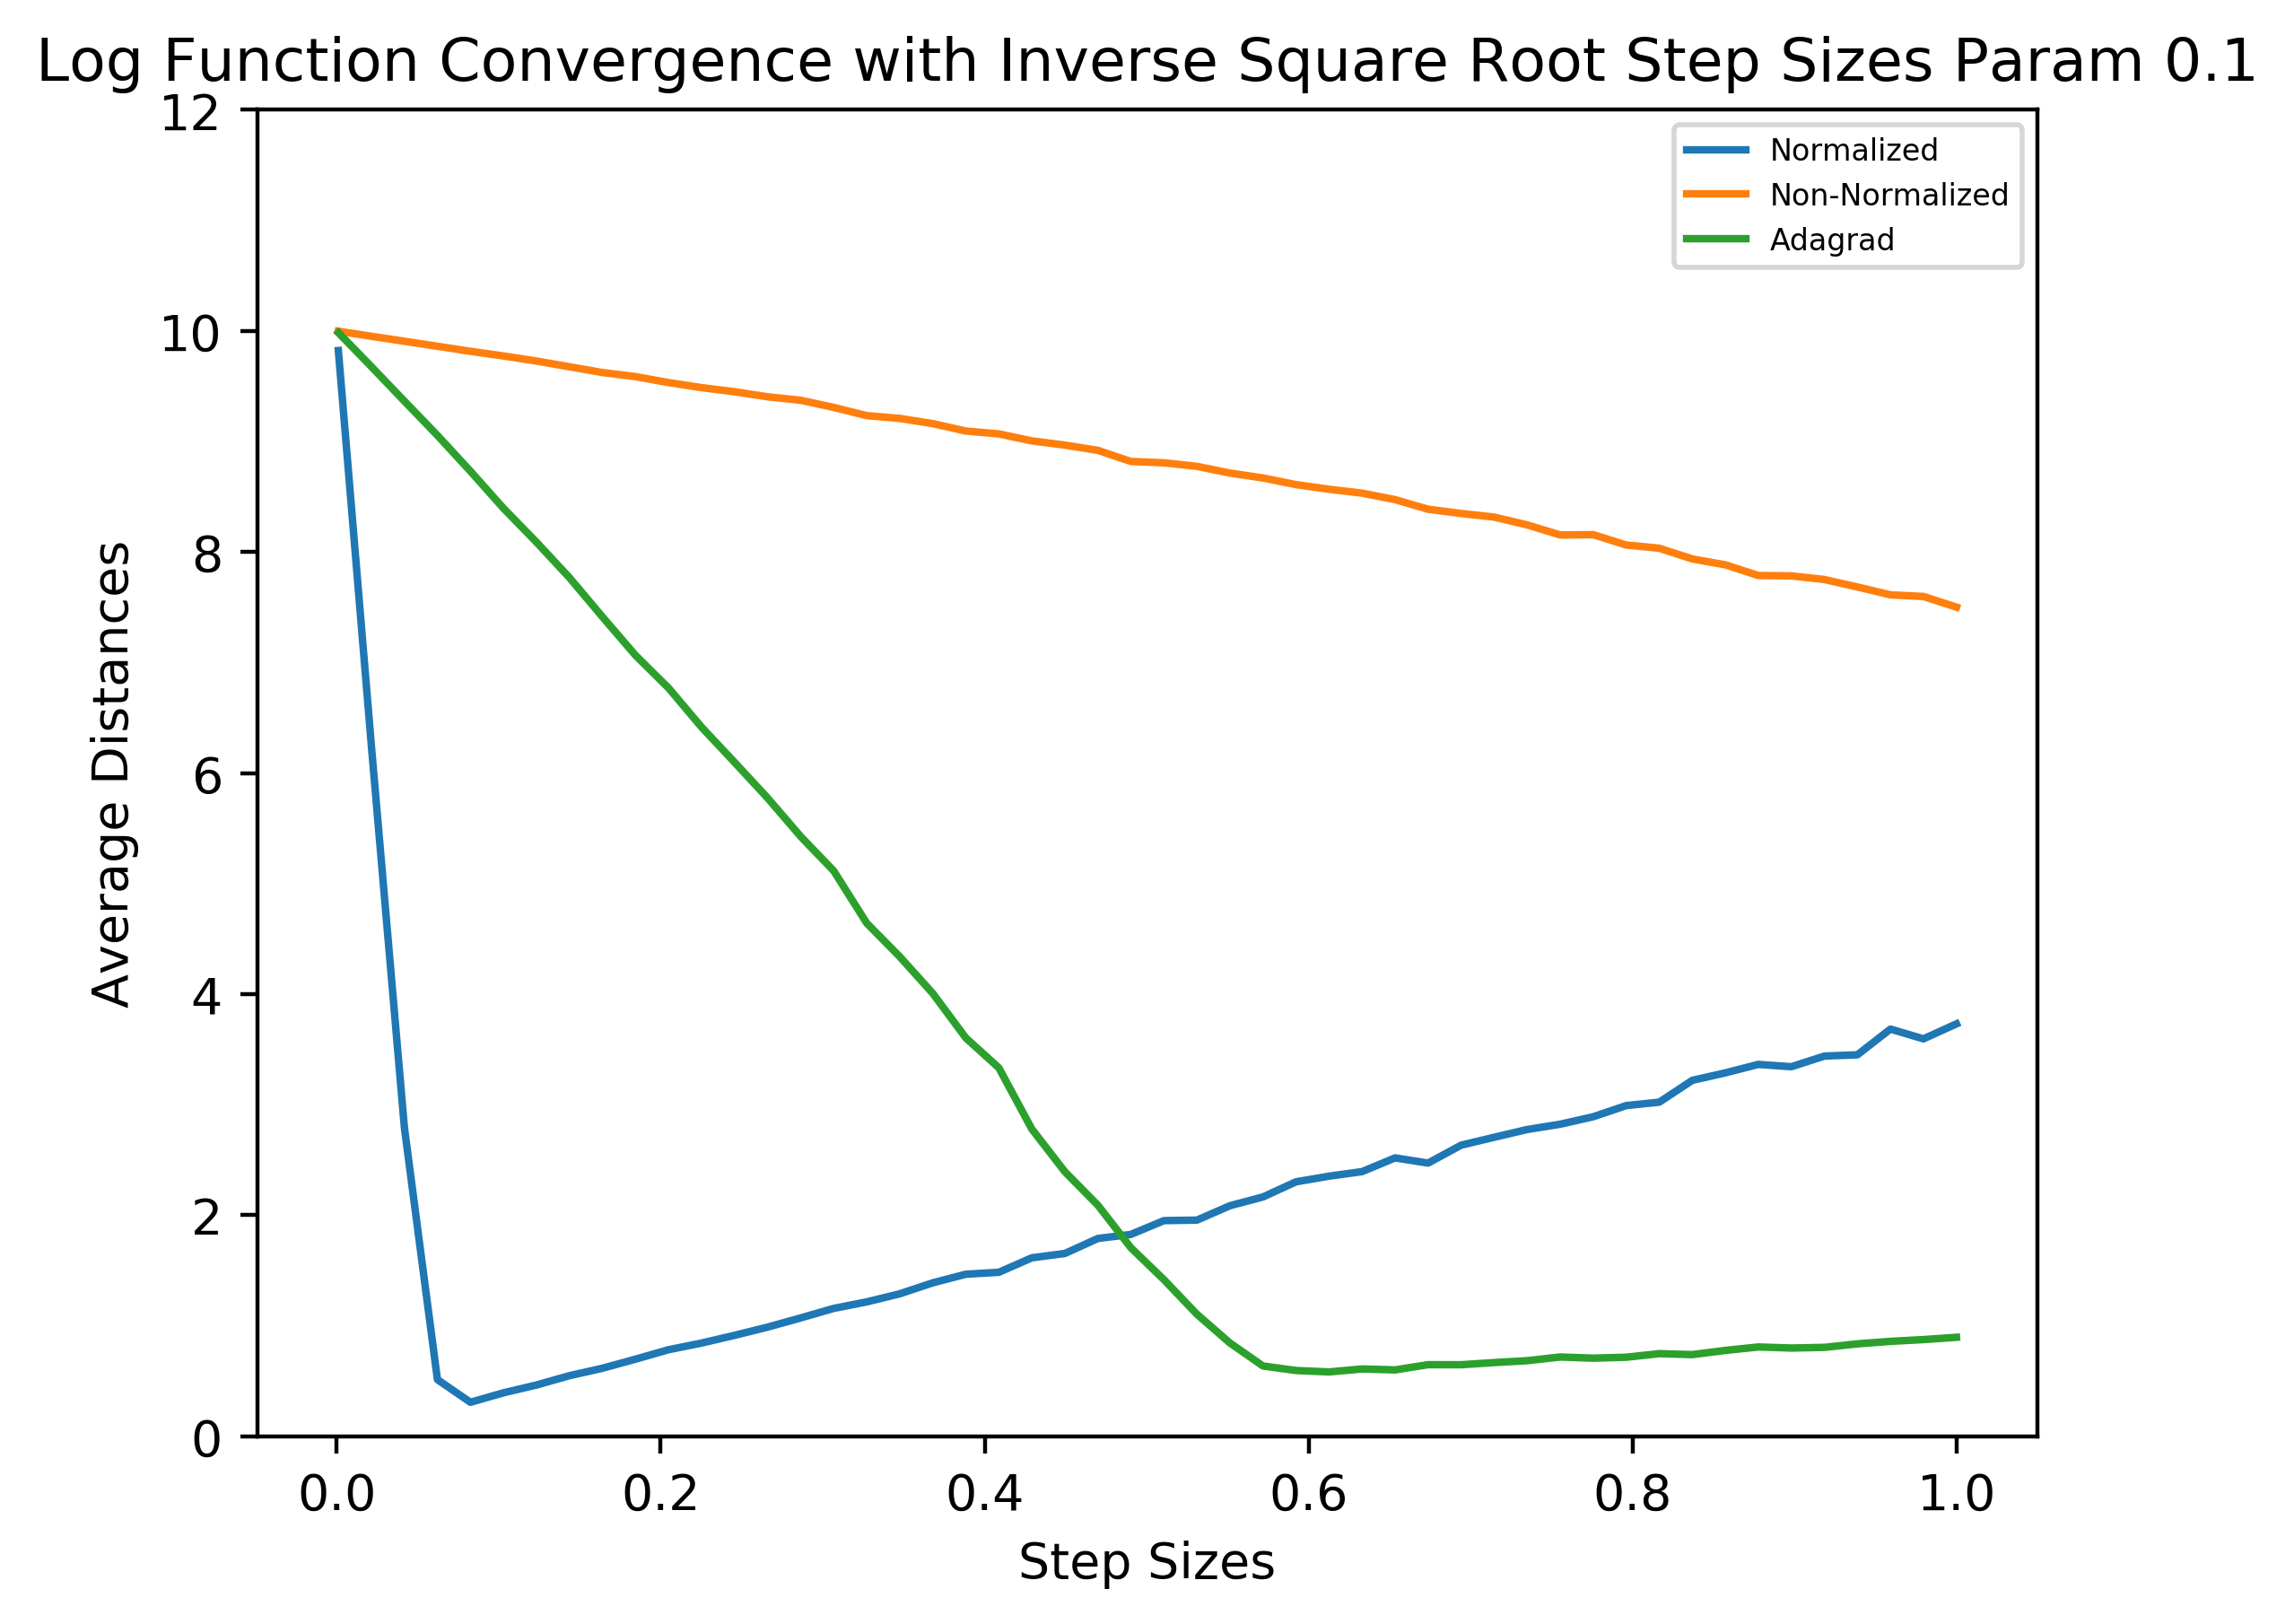 Log Function Convergence with Inverse Square Root Step Sizes Param 0.1
12
10
8
6
4
2
0
Average Distances
Normalized
Non-Normalized
Adagrad
0.0 0.2 0.4 0.6 0.8 1.0
Step Sizes